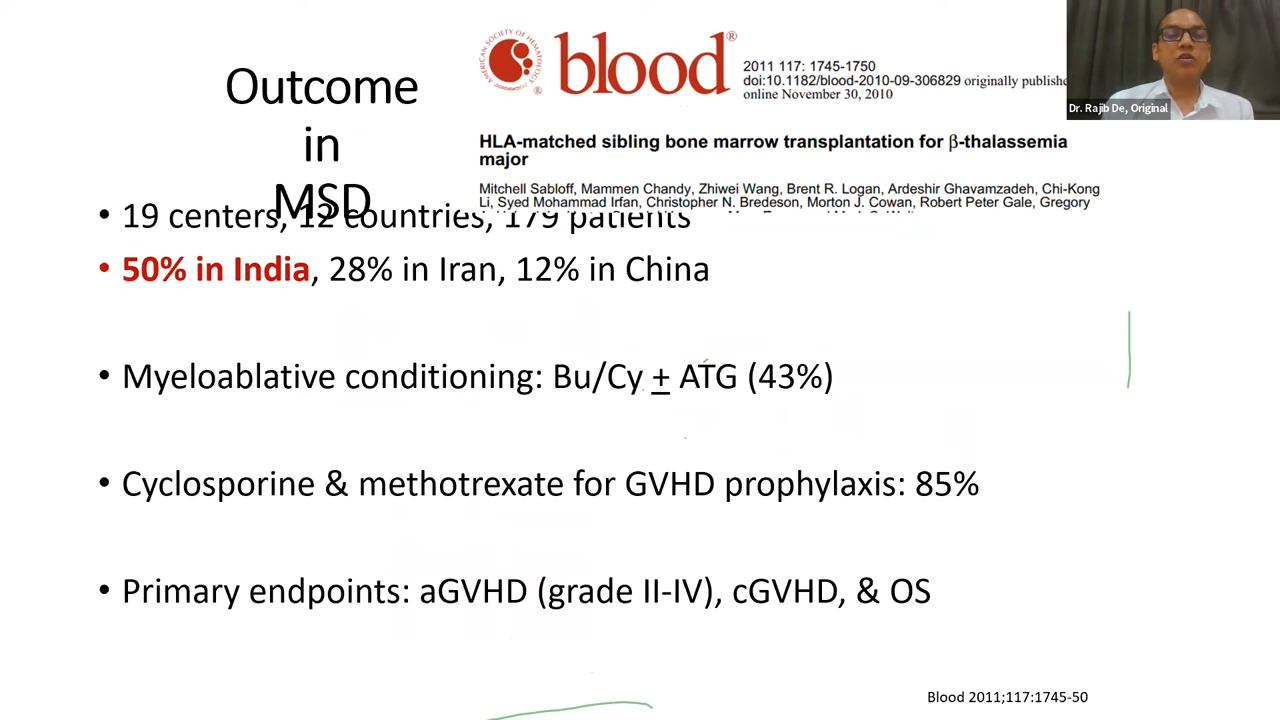 Outcome
in
MSD
AMERICAN SOCIETY OF HEMATOLOGY
blood®
2011 117: 1745-1750
doi:10.1182/blood-2010-09-306829 originally publishe
online November 30, 2010
Dr. Rajib De, Original
HLA-matched sibling bone marrow transplantation for β-thalassemia
major
Mitchell Sabloff, Mammen Chandy, Zhiwei Wang, Brent R. Logan, Ardeshir Ghavamzadeh, Chi-Kong
Li, Syed Mohammad Irfan, Christopher N. Bredeson, Morton J. Cowan, Robert Peter Gale, Gregory
• 19 centers, 12 countries, 179 patients
• 50% in India, 28% in Iran, 12% in China
• Myeloablative conditioning: Bu/Cy + ATG (43%)
• Cyclosporine & methotrexate for GVHD prophylaxis: 85%
• Primary endpoints: aGVHD (grade II-IV), cGVHD, & OS
Blood 2011;117:1745-50